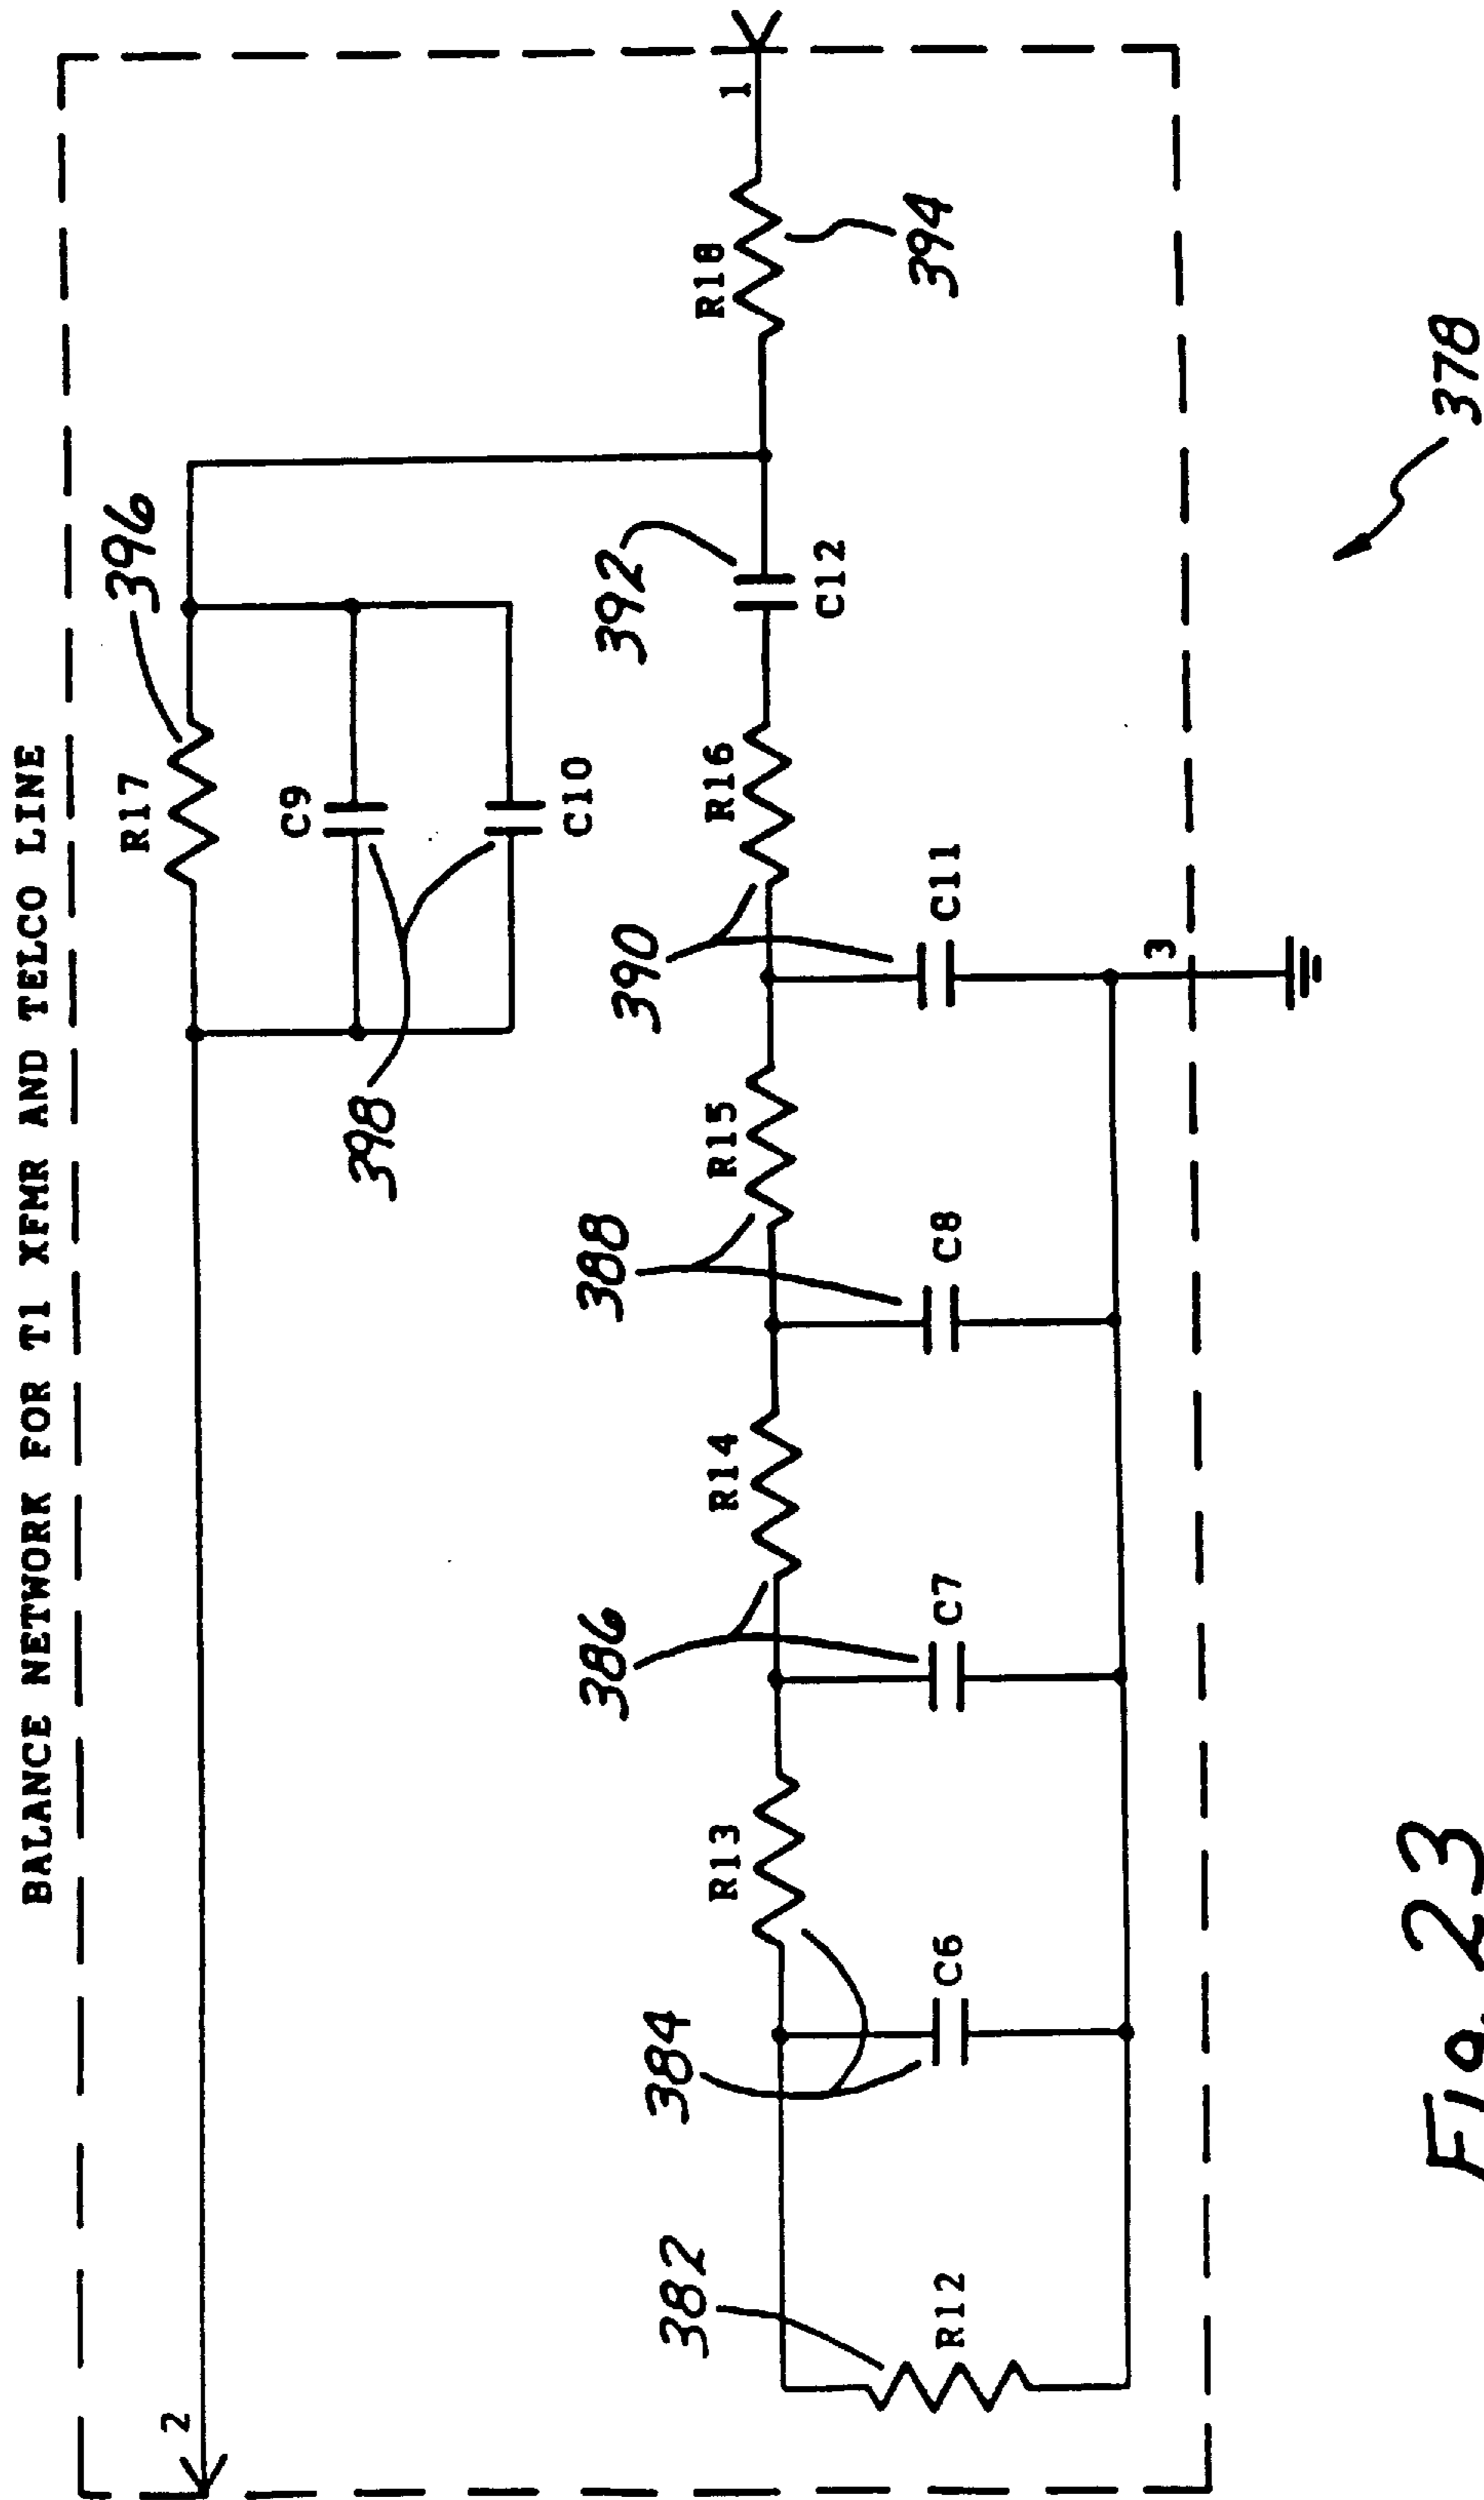 BALANCE NETWORK FOR T1 XFMR AND TELCO LINE
2
R17
396
C9
398
C10
1
R18
394
392
C12
R16
390
C11
R15
388
C8
R14
386
C7
R13
384
C6
382
R12
3
378
Fig. 23